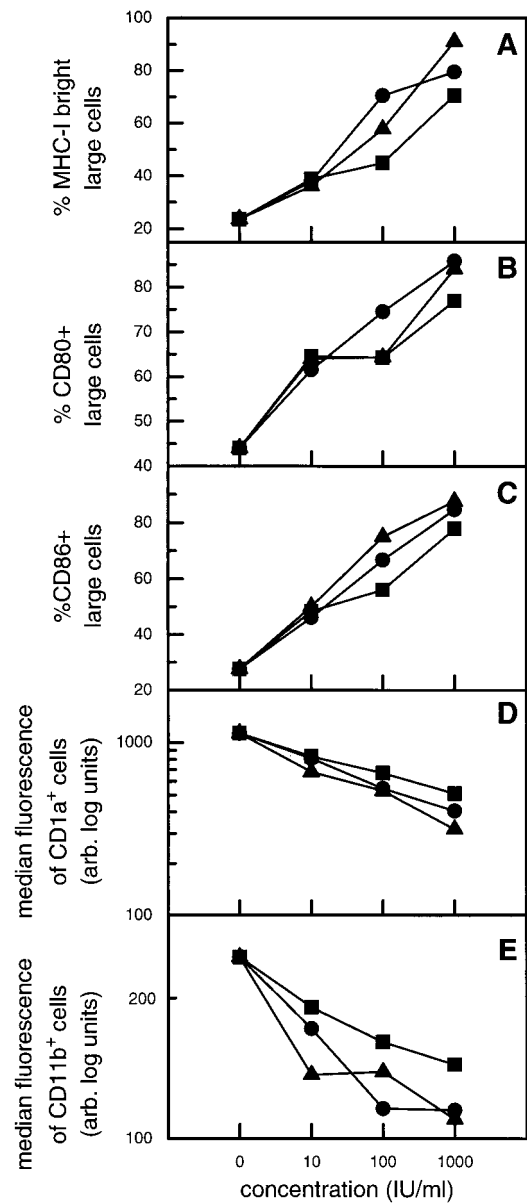 A
% MHC-I bright
large cells
100
80
60
40
20
B
% CD80+
large cells
80
70
60
50
40
C
%CD86+
large cells
80
60
40
20
D
median fluorescence
of CD1a+ cells
(arb. log units)
1000
100
E
median fluorescence
of CD11b+ cells
(arb. log units)
200
100
0 10 100 1000
concentration (IU/ml)